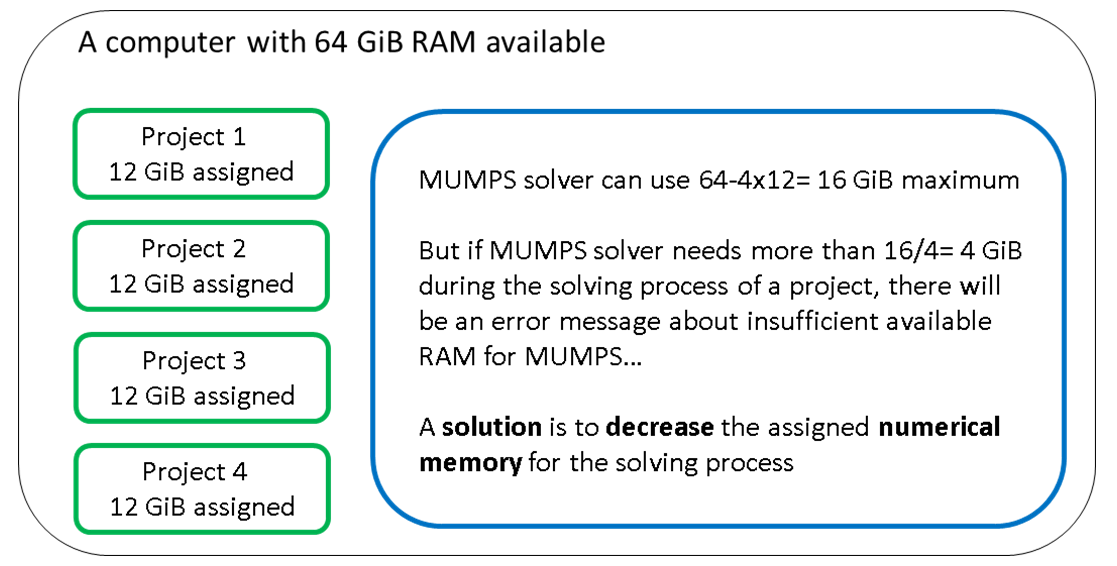 A computer with 64 GiB RAM available
Project 1
12 GiB assigned
Project 2
12 GiB assigned
Project 3
12 GiB assigned
Project 4
12 GiB assigned
MUMPS solver can use 64-4x12= 16 GiB maximum
But if MUMPS solver needs more than 16/4= 4 GiB
during the solving process of a project, there will
be an error message about insufficient available
RAM for MUMPS...
A solution is to decrease the assigned numerical
memory for the solving process